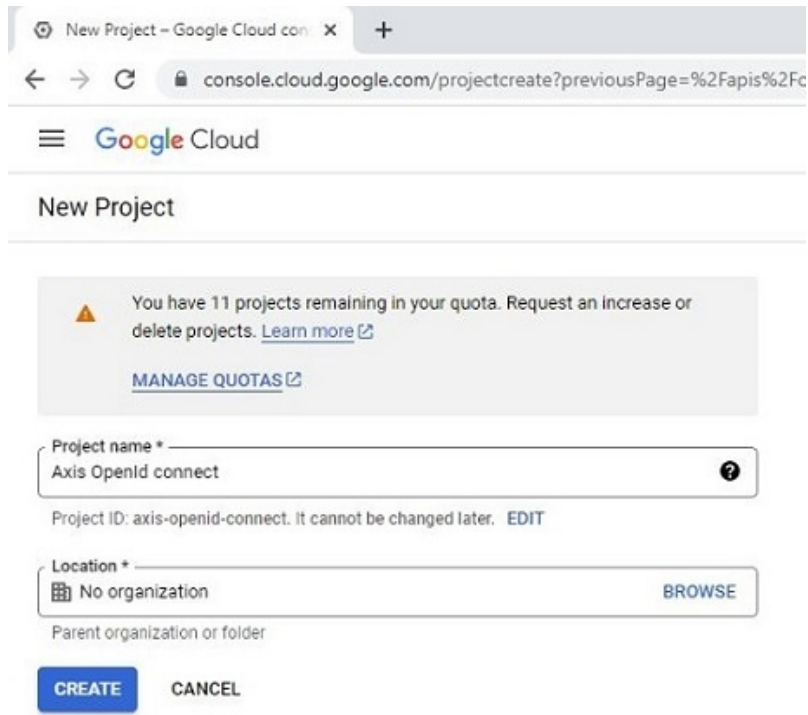 New Project – Google Cloud con
console.cloud.google.com/projectcreate?previousPage=%2Fapis%2Fc
Google Cloud
New Project
You have 11 projects remaining in your quota. Request an increase or
delete projects. Learn more
MANAGE QUOTAS
Project name *
Axis OpenId connect
Project ID: axis-openid-connect. It cannot be changed later. EDIT
Location *
No organization BROWSE
Parent organization or folder
CREATE CANCEL